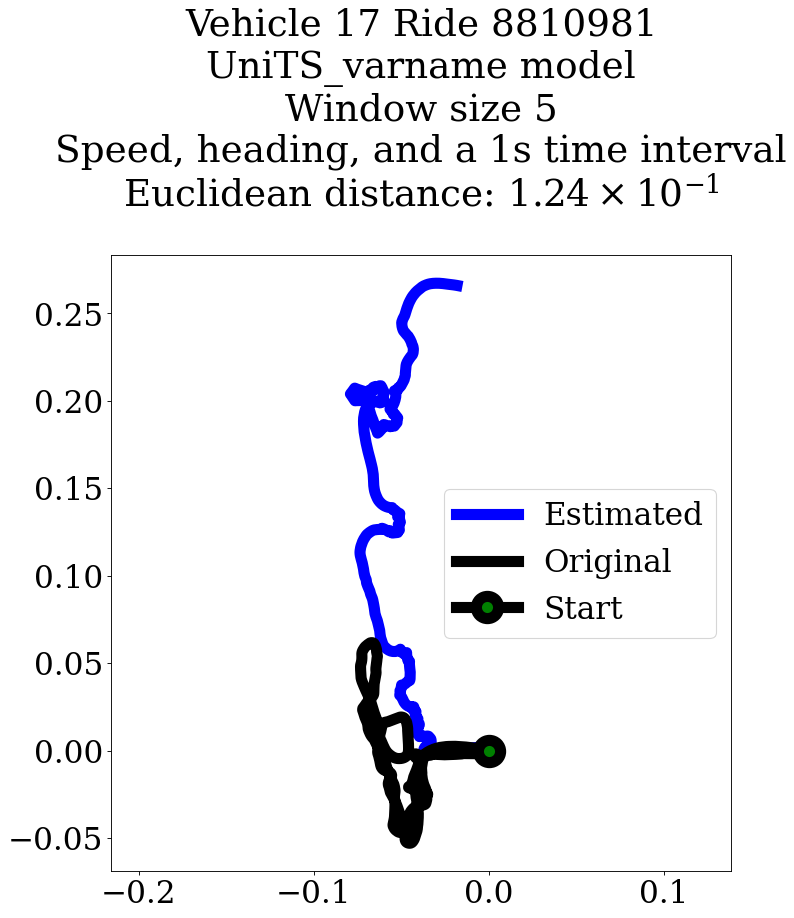 Vehicle 17 Ride 8810981
UniTS_varname model
Window size 5
Speed, heading, and a 1s time interval
Euclidean distance: 1.24 × 10⁻¹
0.25
0.20
0.15
0.10
0.05
0.00
−0.05
Estimated
Original
Start
−0.2
−0.1
0.0
0.1